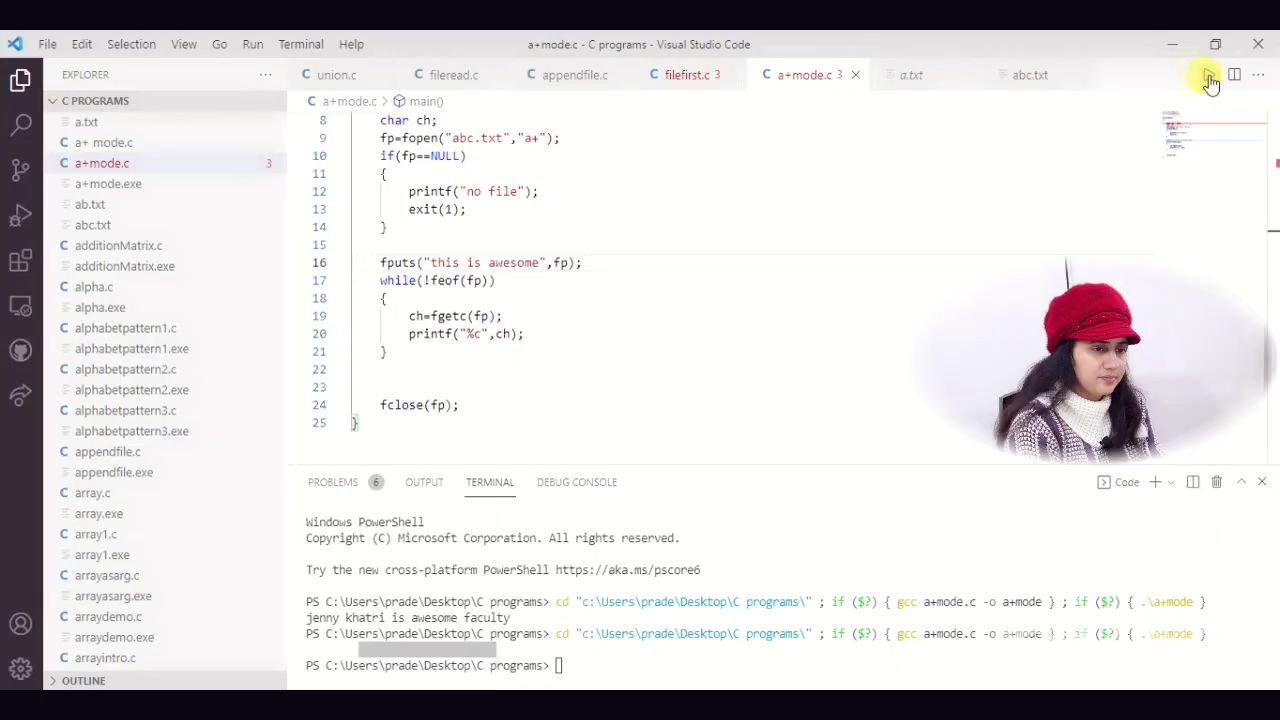 File Edit Selection View Go Run Terminal Help a+mode.c - C programs - Visual Studio Code
EXPLORER
C PROGRAMS
a.txt
a+ mode.c
a+mode.c 3
a+mode.exe
ab.txt
abc.txt
additionMatrix.c
additionMatrix.exe
alpha.c
alpha.exe
alphabetpattern1.c
alphabetpattern1.exe
alphabetpattern2.c
alphabetpattern2.exe
alphabetpattern3.c
alphabetpattern3.exe
appendfile.c
appendfile.exe
array.c
array.exe
array1.c
array1.exe
arrayasarg.c
arrayasarg.exe
arraydemo.c
arraydemo.exe
arrayintro.c
OUTLINE
union.c fileread.c appendfile.c filefirst.c 3 a+mode.c 3 a.txt abc.txt
a+mode.c > main()
8 char ch;
9 fp=fopen("abc.txt","a+");
10 if(fp==NULL)
11 {
12 printf("no file");
13 exit(1);
14 }
15
16 fputs("this is awesome",fp);
17 while(!feof(fp))
18 {
19 ch=fgetc(fp);
20 printf("%c",ch);
21 }
22
23
24 fclose(fp);
25 }
PROBLEMS 6 OUTPUT TERMINAL DEBUG CONSOLE Code
Windows PowerShell
Copyright (C) Microsoft Corporation. All rights reserved.
Try the new cross-platform PowerShell https://aka.ms/pscore6
PS C:\Users\prade\Desktop\C programs> cd "c:\Users\prade\Desktop\C programs\" ; if ($?) { gcc a+mode.c -o a+mode } ; if ($?) { .\a+mode }
jenny khatri is awesome faculty
PS C:\Users\prade\Desktop\C programs> cd "c:\Users\prade\Desktop\C programs\" ; if ($?) { gcc a+mode.c -o a+mode } ; if ($?) { .\a+mode }
PS C:\Users\prade\Desktop\C programs>